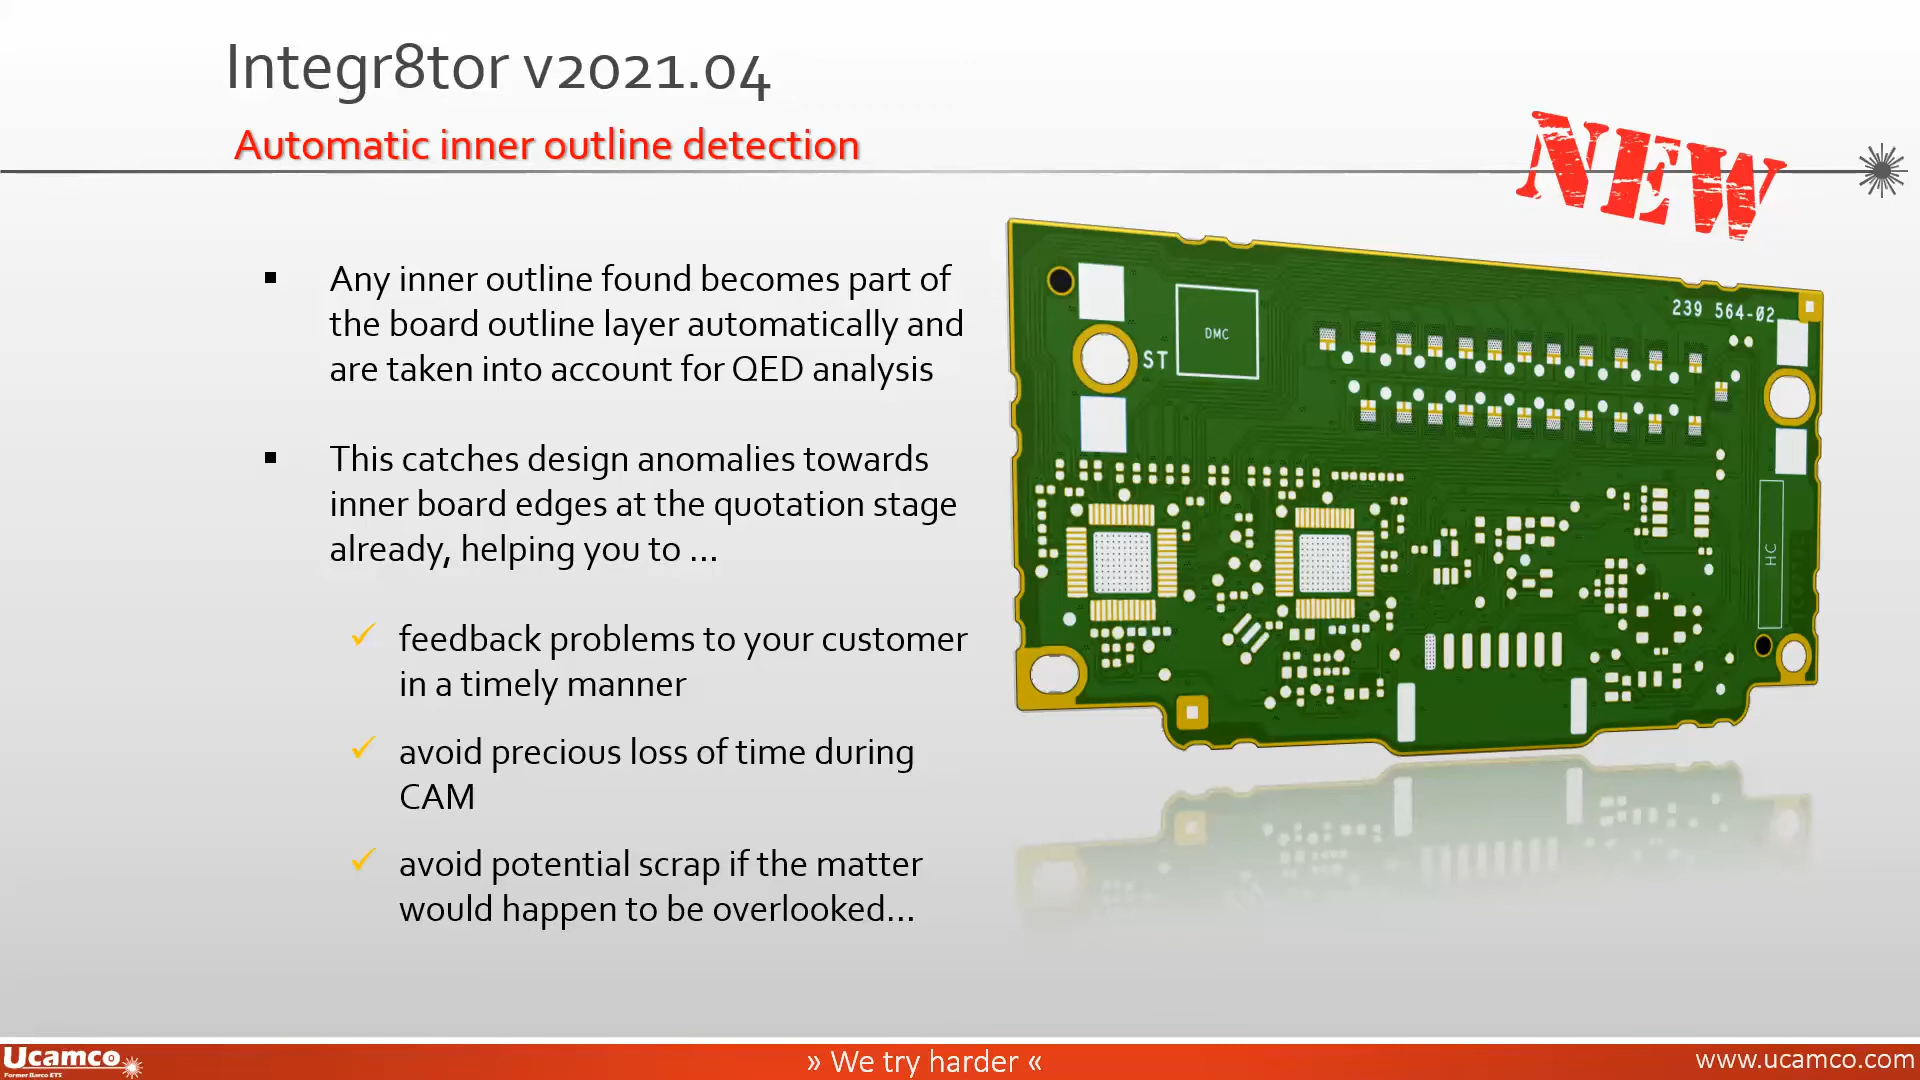 Integr8tor v2021.04
Automatic inner outline detection
NEW
Any inner outline found becomes part of
the board outline layer automatically and
are taken into account for QED analysis
This catches design anomalies towards
inner board edges at the quotation stage
already, helping you to ...
feedback problems to your customer
in a timely manner
avoid precious loss of time during
CAM
avoid potential scrap if the matter
would happen to be overlooked...
239 564-02
DMC
ST
HC
Ucamco
Former Barco ETS
» We try harder «
www.ucamco.com